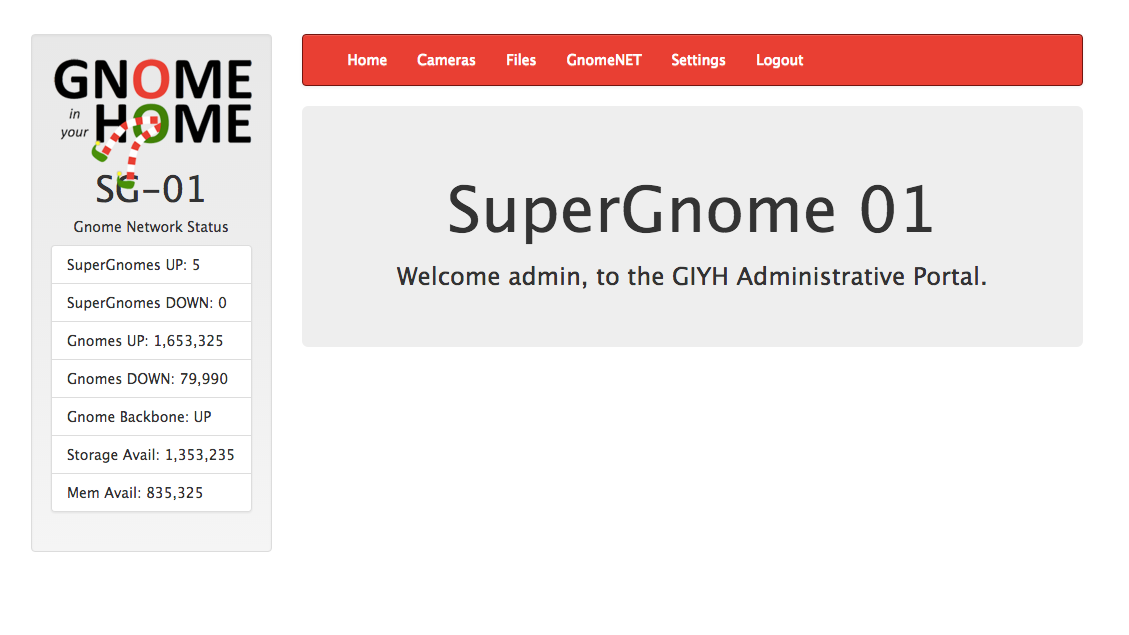 GNOME
in
your HOME
SG-01
Gnome Network Status
SuperGnomes UP: 5
SuperGnomes DOWN: 0
Gnomes UP: 1,653,325
Gnomes DOWN: 79,990
Gnome Backbone: UP
Storage Avail: 1,353,235
Mem Avail: 835,325
Home Cameras Files GnomeNET Settings Logout
SuperGnome 01
Welcome admin, to the GIYH Administrative Portal.